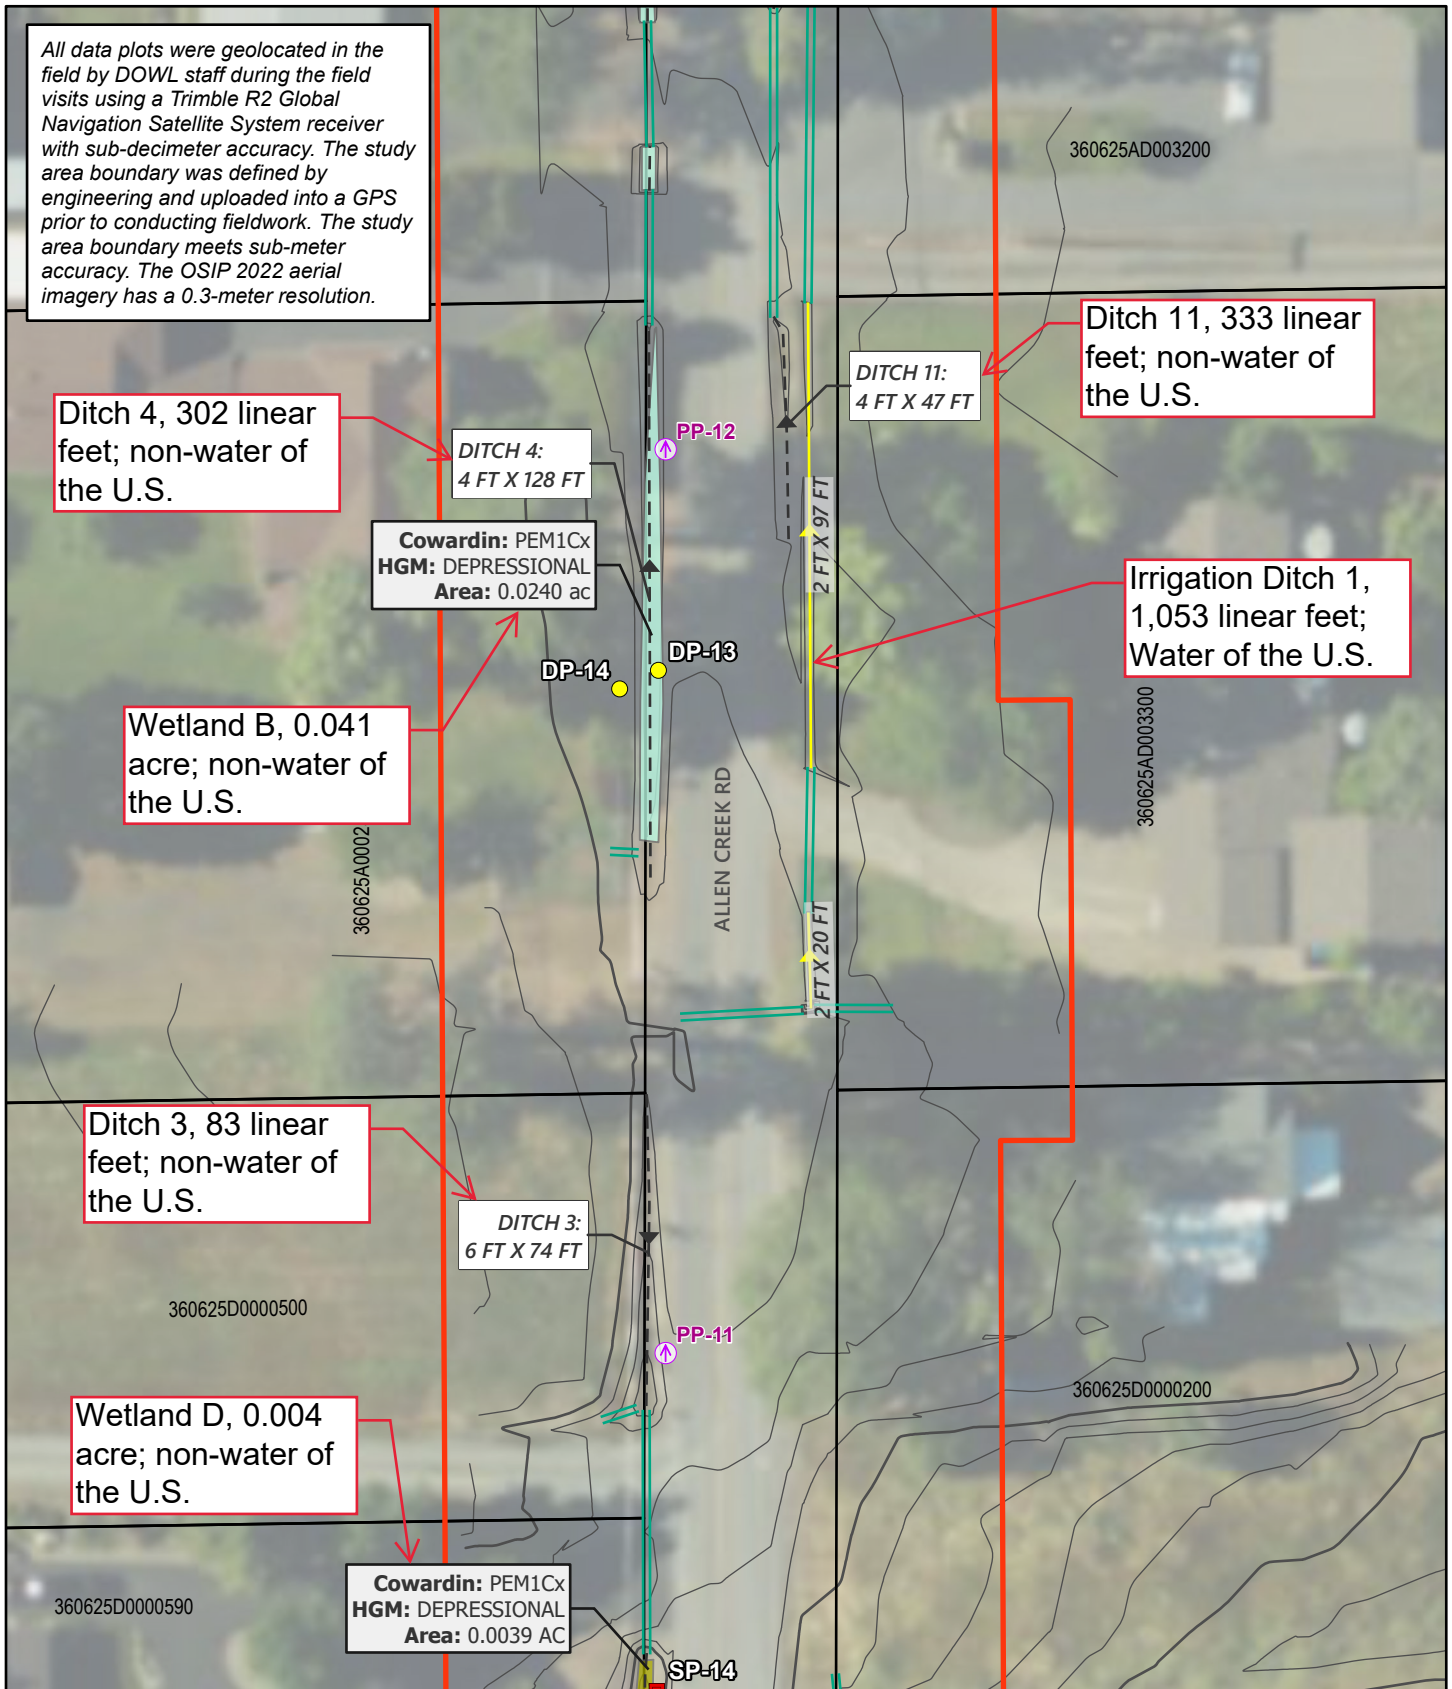 All data plots were geolocated in the
field by DOWL staff during the field
visits using a Trimble R2 Global
Navigation Satellite System receiver
with sub-decimeter accuracy. The study
area boundary was defined by
engineering and uploaded into a GPS
prior to conducting fieldwork. The study
area boundary meets sub-meter
accuracy. The OSIP 2022 aerial
imagery has a 0.3-meter resolution.
360625AD003200
Ditch 11, 333 linear
feet; non-water of
the U.S.
DITCH 11:
4 FT X 47 FT
Ditch 4, 302 linear
feet; non-water of
the U.S.
DITCH 4:
4 FT X 128 FT
PP-12
Cowardin: PEM1Cx
HGM: DEPRESSIONAL
Area: 0.0240 ac
2 FT X 97 FT
Irrigation Ditch 1,
1,053 linear feet;
Water of the U.S.
DP-13
DP-14
Wetland B, 0.041
acre; non-water of
the U.S.
360625AD003300
ALLEN CREEK RD
360625A0002
2 FT X 20 FT
Ditch 3, 83 linear
feet; non-water of
the U.S.
DITCH 3:
6 FT X 74 FT
360625D0000500
PP-11
360625D0000200
Wetland D, 0.004
acre; non-water of
the U.S.
Cowardin: PEM1Cx
HGM: DEPRESSIONAL
Area: 0.0039 AC
360625D0000590
SP-14